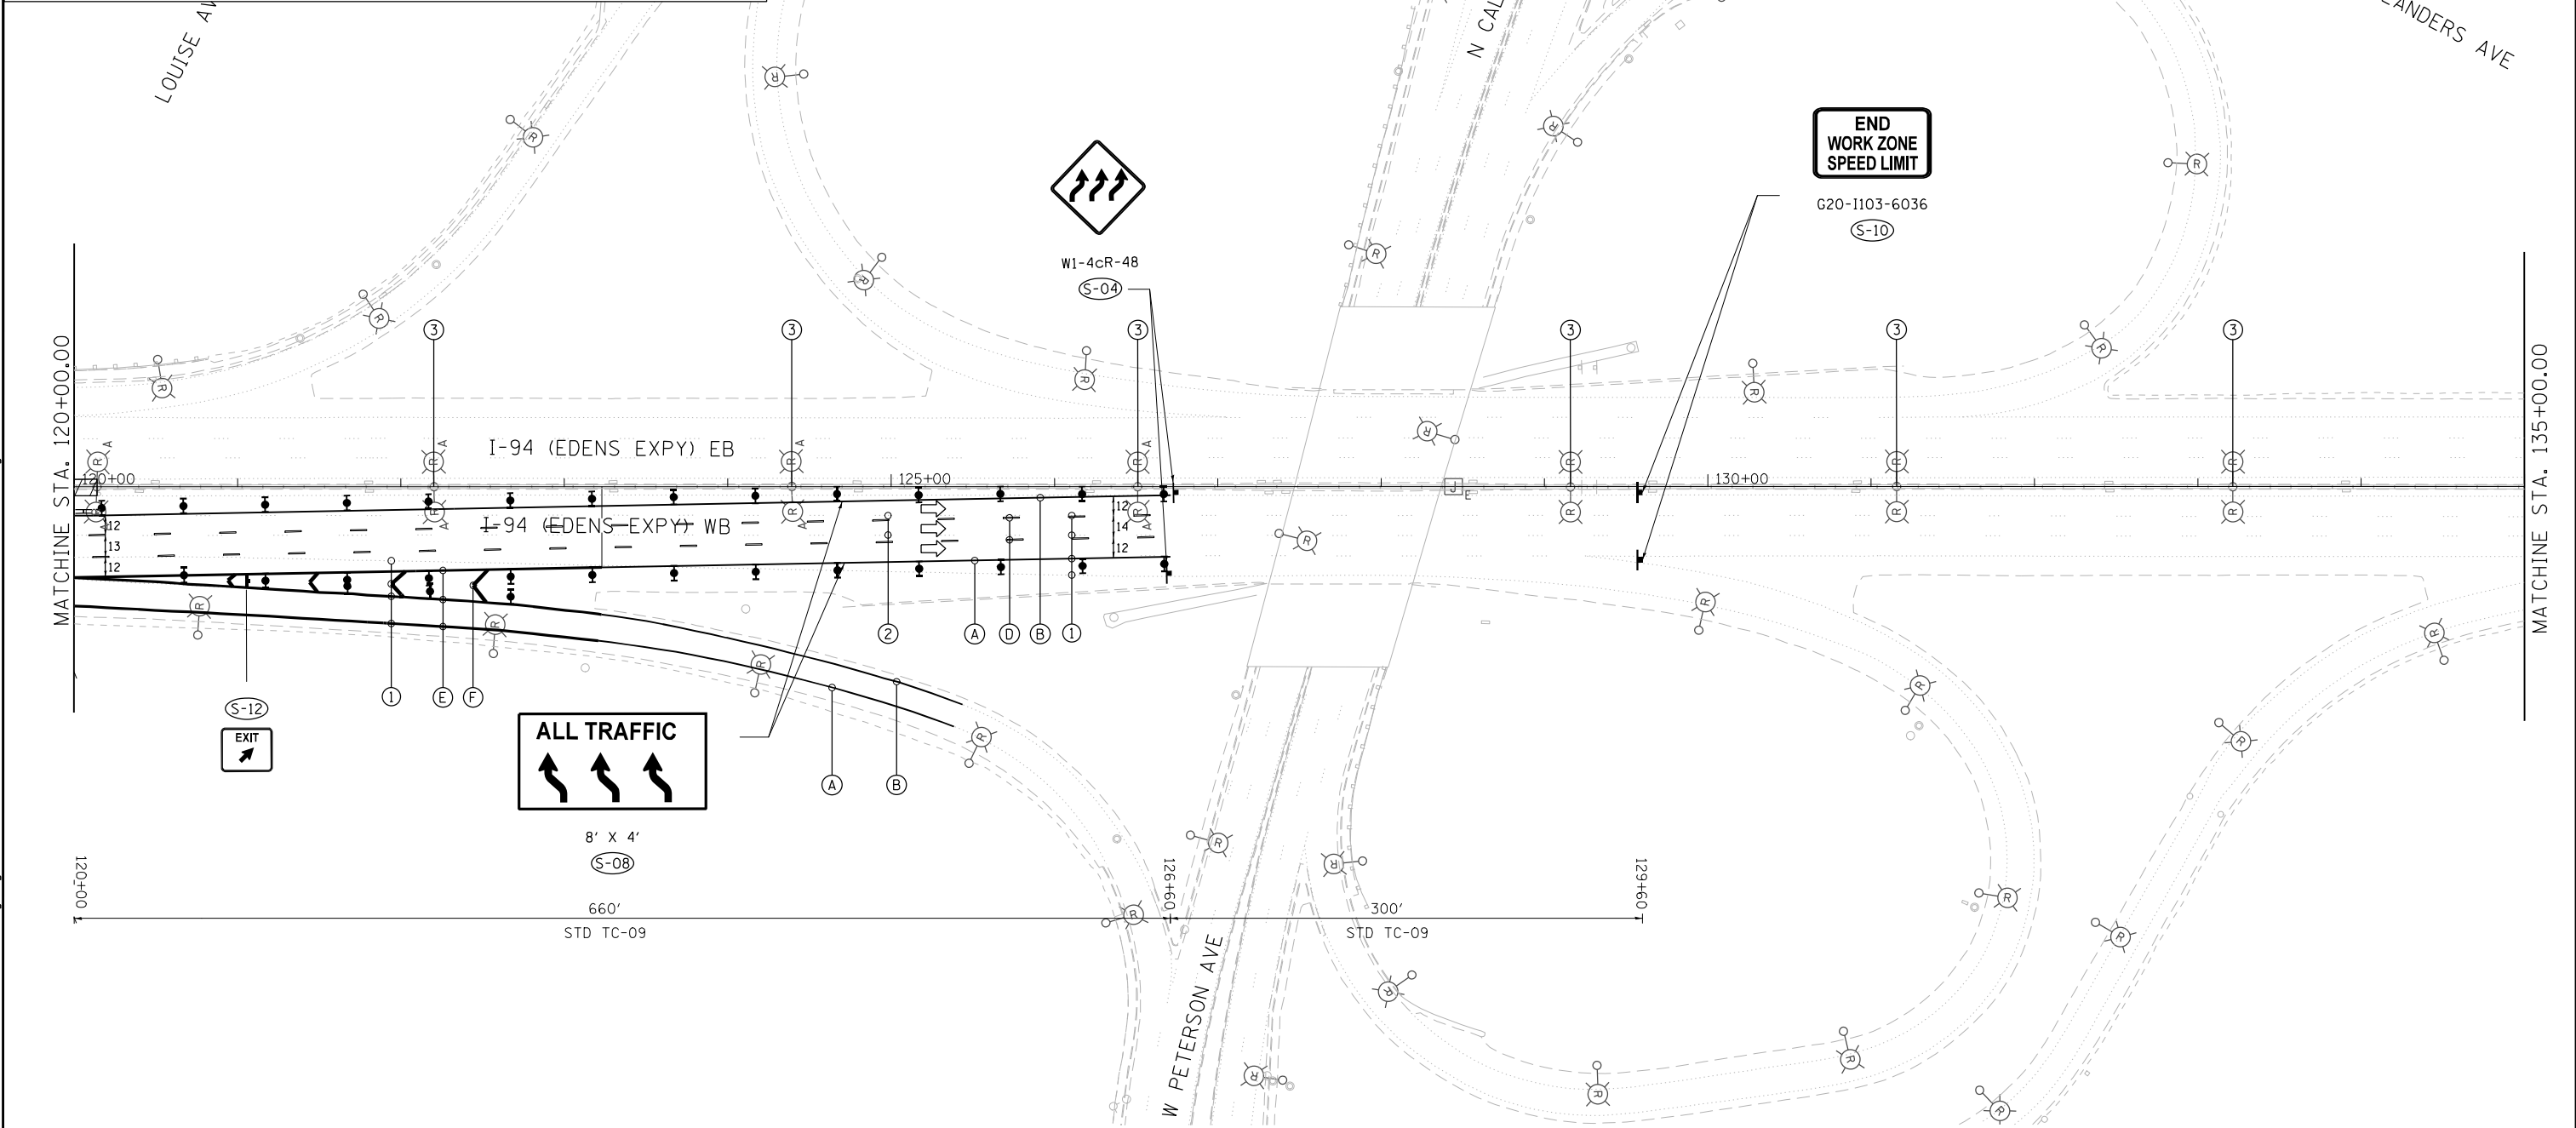 LOUISE AV
N CAL
LANDERS AVE
END
WORK ZONE
SPEED LIMIT
G20-I103-6036
S-10
W1-4cR-48
S-04
3
3
3
3
3
3
MATCHINE STA. 120+00.00
MATCHINE STA. 135+00.00
I-94 (EDENS EXPY) EB
120+00
125+00
130+00
I-94 (EDENS EXPY) WB
12
13
12
12
14
12
J
E
2
A
D
B
1
1
E
F
S-12
EXIT
ALL TRAFFIC
8' X 4'
S-08
A
B
120+00
126+60
129+60
660'
STD TC-09
300'
STD TC-09
W PETERSON AVE